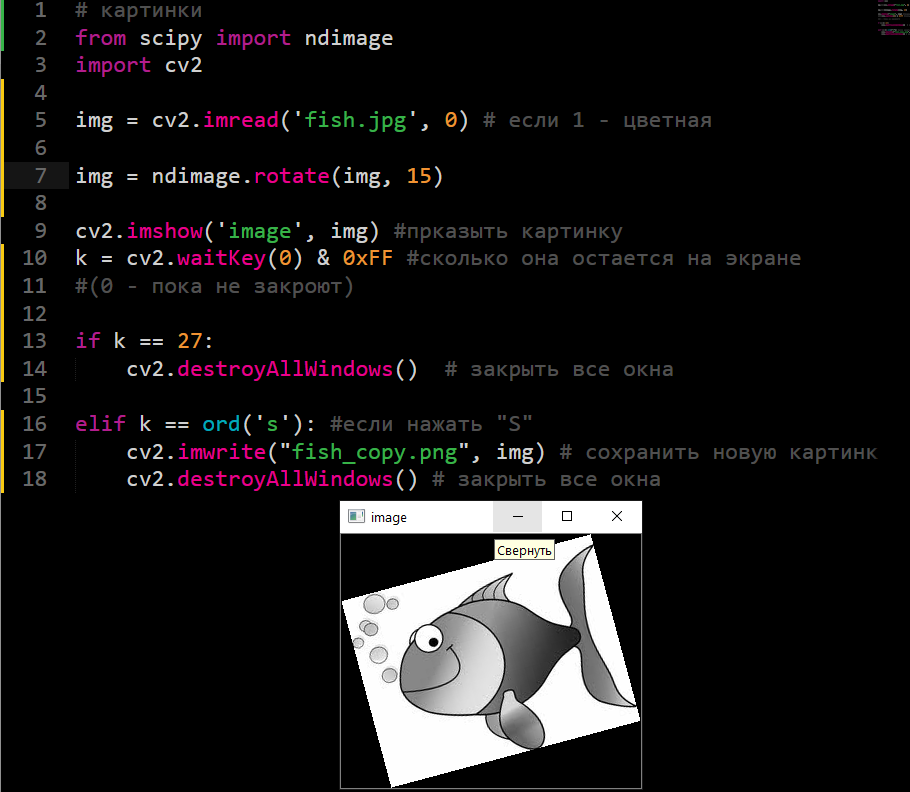 1 # картинки
2 from scipy import ndimage
3 import cv2
4
5 img = cv2.imread('fish.jpg', 0) # если 1 - цветная
6
7 img = ndimage.rotate(img, 15)
8
9 cv2.imshow('image', img) #прказыть картинку
10 k = cv2.waitKey(0) & 0xFF #сколько она остается на экране
11 #(0 - пока не закроют)
12
13 if k == 27:
14 cv2.destroyAllWindows() # закрыть все окна
15
16 elif k == ord('s'): #если нажать "S"
17 cv2.imwrite("fish_copy.png", img) # сохранить новую картинк
18 cv2.destroyAllWindows() # закрыть все окна
image
Свернуть